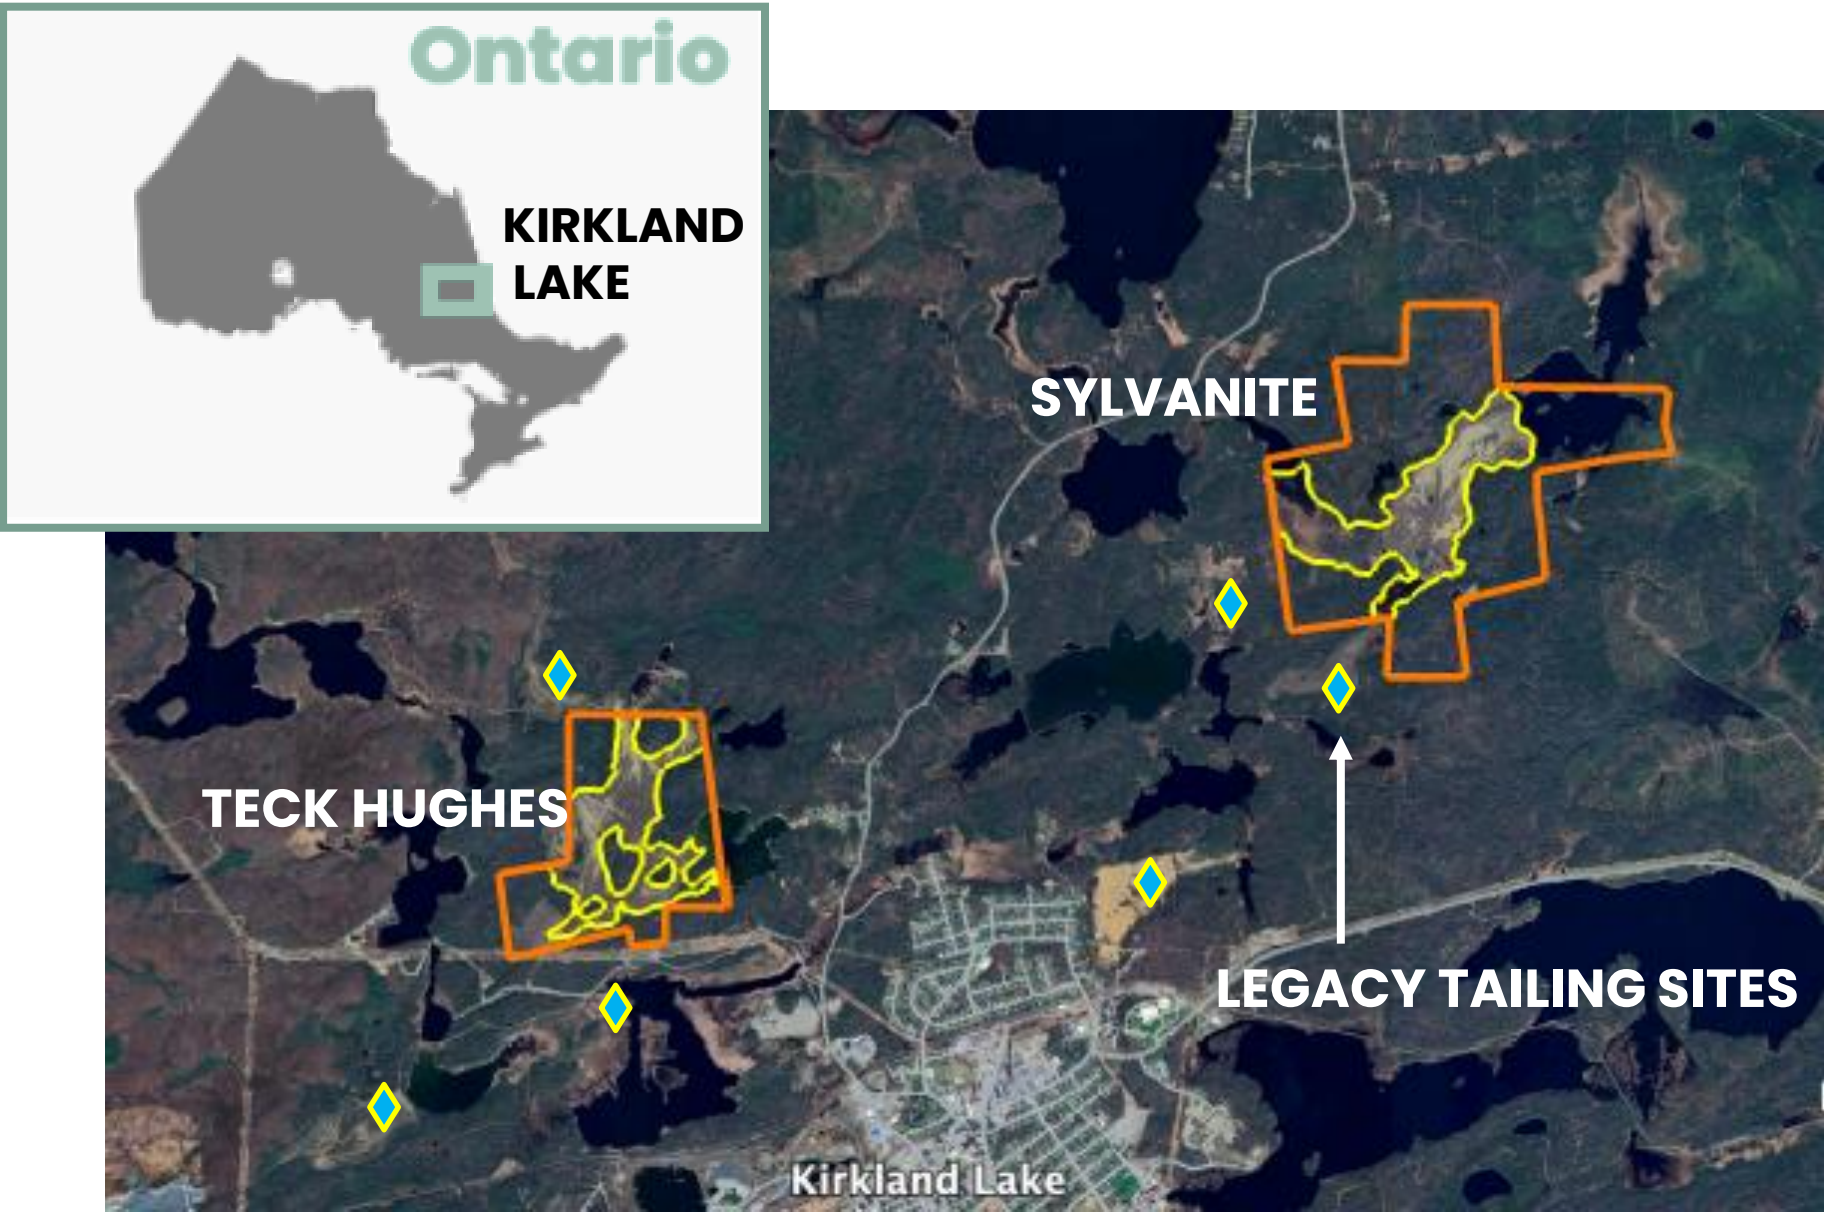 Ontario
KIRKLAND
LAKE
SYLVANITE
TECK HUGHES
LEGACY TAILING SITES
Kirkland Lake